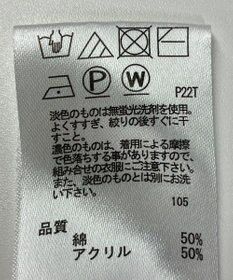 P W P22T
淡色のものは無蛍光洗剤を使用。
よくすすぎ、絞りの後すぐに干
すこと。
濃色のものは、着用による摩擦
で色落ちする事がありますので、
組み合せの衣服にご注意下さい。
また、淡色のものとは別にお洗
い下さい。
105
品質
綿 50%
アクリル 50%